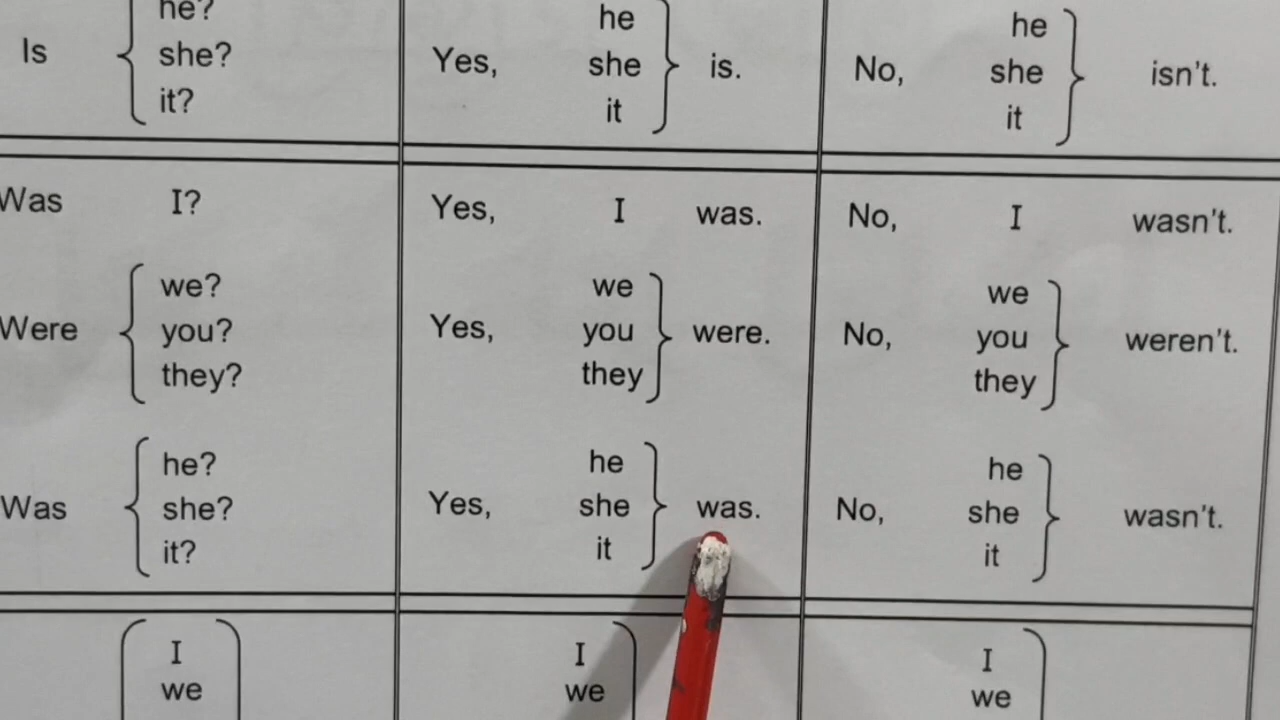 he?
Is she?
it?
he
Yes, she is.
it
he
No, she isn't.
it
Was I? Yes, I was. No, I wasn't.
we?
Were you?
they?
we
Yes, you were.
they
we
No, you weren't.
they
he?
Was she?
it?
he
Yes, she was.
it
he
No, she wasn't.
it
I I I
we we we